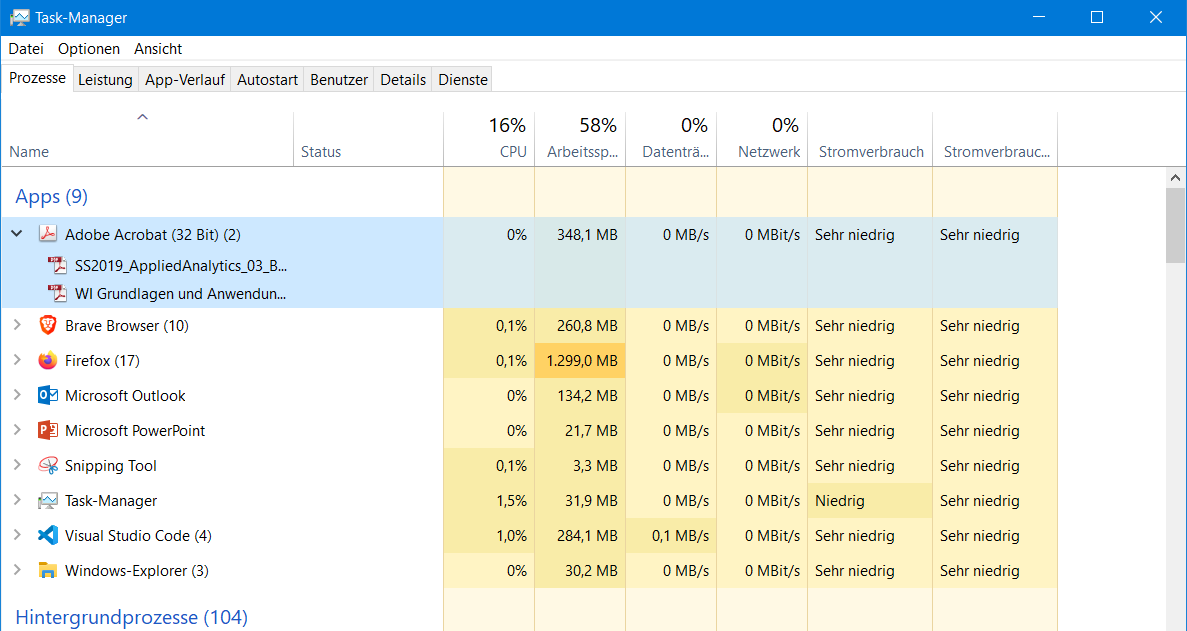 Task-Manager
Datei Optionen Ansicht
Prozesse Leistung App-Verlauf Autostart Benutzer Details Dienste
16% 58% 0% 0%
Name Status CPU Arbeitssp... Datenträ... Netzwerk Stromverbrauch Stromverbrauc...
Apps (9)
Adobe Acrobat (32 Bit) (2) 0% 348,1 MB 0 MB/s 0 MBit/s Sehr niedrig Sehr niedrig
SS2019_AppliedAnalytics_03_B...
WI Grundlagen und Anwendun...
Brave Browser (10) 0,1% 260,8 MB 0 MB/s 0 MBit/s Sehr niedrig Sehr niedrig
Firefox (17) 0,1% 1.299,0 MB 0 MB/s 0 MBit/s Sehr niedrig Sehr niedrig
Microsoft Outlook 0% 134,2 MB 0 MB/s 0 MBit/s Sehr niedrig Sehr niedrig
Microsoft PowerPoint 0% 21,7 MB 0 MB/s 0 MBit/s Sehr niedrig Sehr niedrig
Snipping Tool 0,1% 3,3 MB 0 MB/s 0 MBit/s Sehr niedrig Sehr niedrig
Task-Manager 1,5% 31,9 MB 0 MB/s 0 MBit/s Niedrig Sehr niedrig
Visual Studio Code (4) 1,0% 284,1 MB 0,1 MB/s 0 MBit/s Sehr niedrig Sehr niedrig
Windows-Explorer (3) 0% 30,2 MB 0 MB/s 0 MBit/s Sehr niedrig Sehr niedrig
Hintergrundprozesse (104)